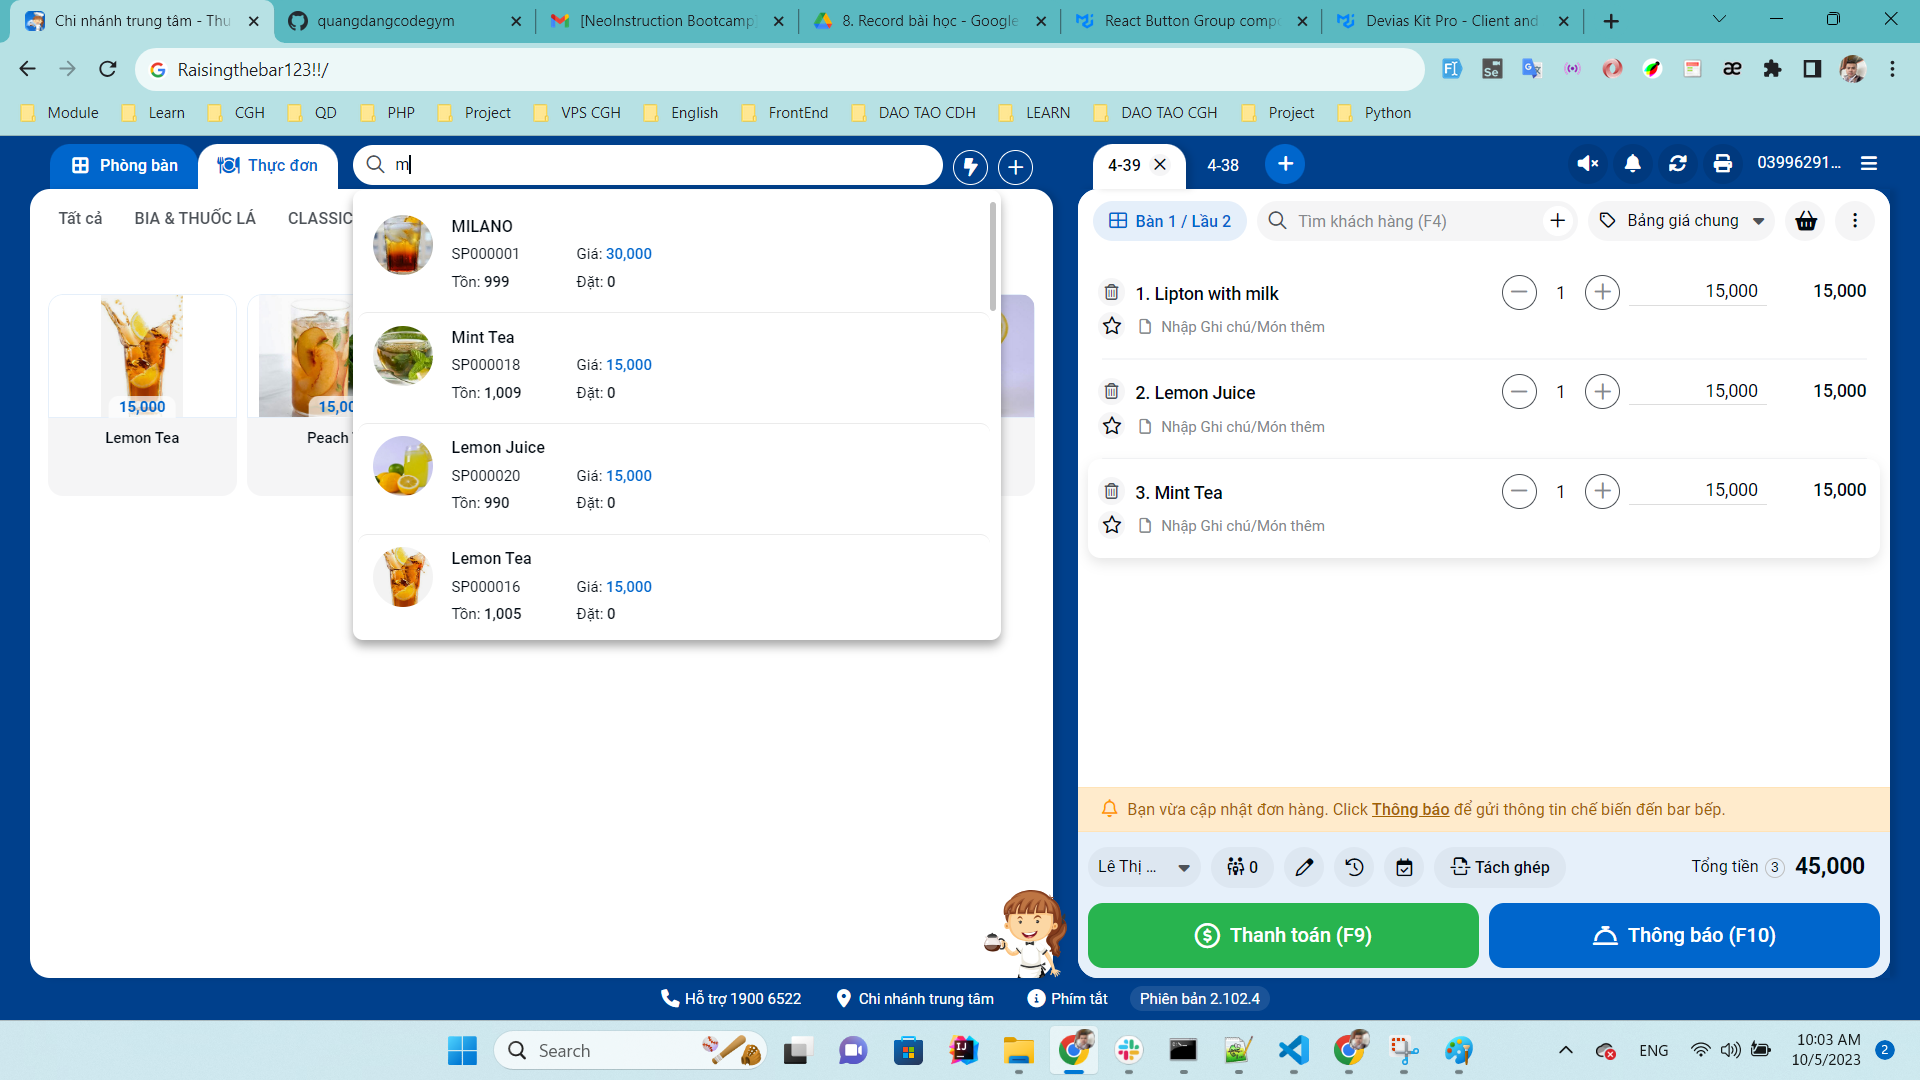 Chi nhánh trung tâm - Thu
quangdangcodegym
[NeoInstruction Bootcamp]
8. Record bài học - Google
React Button Group compo
Devias Kit Pro - Client and
Raisingthebar123!!/
Module
Learn
CGH
QD
PHP
Project
VPS CGH
English
FrontEnd
DAO TAO CDH
LEARN
DAO TAO CGH
Project
Python
Phòng bàn
Thực đơn
m
4-39
4-38
03996291...
Tất cả
BIA & THUỐC LÁ
CLASSIC
15,000
Lemon Tea
15,00
Peach
MILANO
SP000001
Giá: 30,000
Tồn: 999
Đặt: 0
Mint Tea
SP000018
Giá: 15,000
Tồn: 1,009
Đặt: 0
Lemon Juice
SP000020
Giá: 15,000
Tồn: 990
Đặt: 0
Lemon Tea
SP000016
Giá: 15,000
Tồn: 1,005
Đặt: 0
Bàn 1 / Lầu 2
Tìm khách hàng (F4)
Bảng giá chung
1. Lipton with milk
1
15,000
15,000
Nhập Ghi chú/Món thêm
2. Lemon Juice
1
15,000
15,000
Nhập Ghi chú/Món thêm
3. Mint Tea
1
15,000
15,000
Nhập Ghi chú/Món thêm
Bạn vừa cập nhật đơn hàng. Click Thông báo để gửi thông tin chế biến đến bar bếp.
Lê Thị ...
0
Tách ghép
Tổng tiền 3 45,000
Thanh toán (F9)
Thông báo (F10)
Hỗ trợ 1900 6522
Chi nhánh trung tâm
Phím tắt
Phiên bản 2.102.4
Search
ENG
10:03 AM
10/5/2023
2